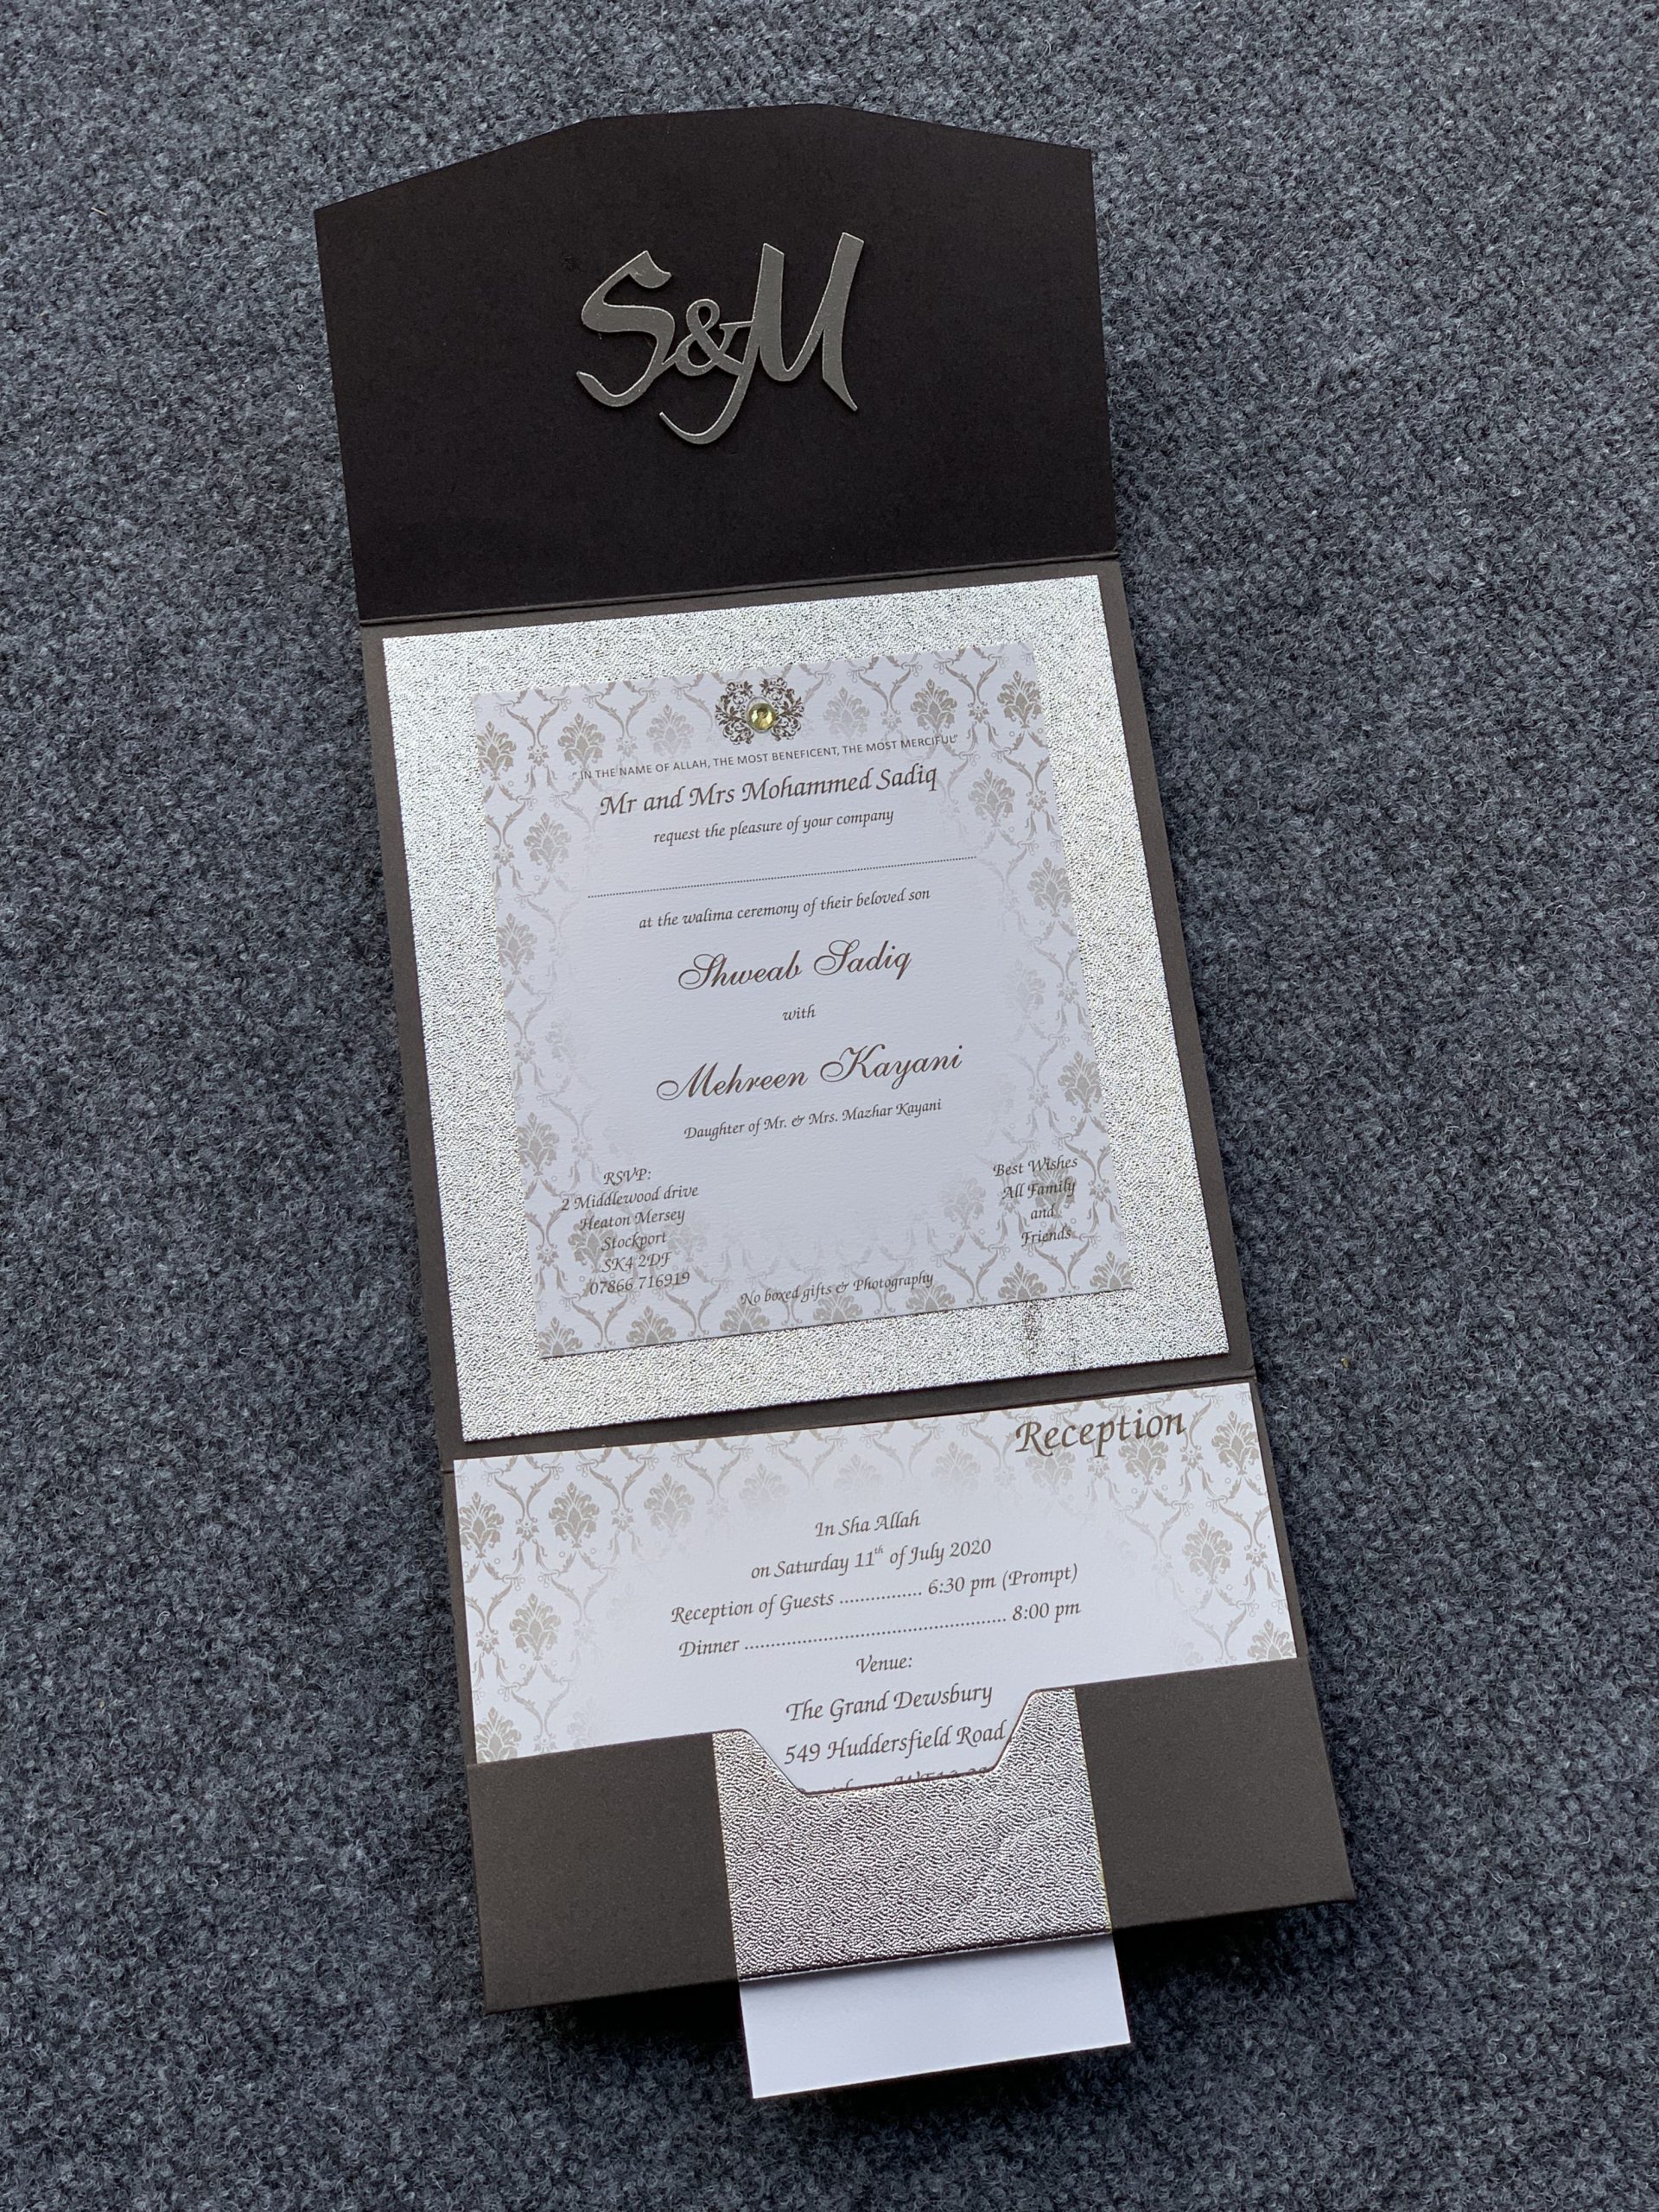 S&M
" IN THE NAME OF ALLAH, THE MOST BENEFICENT, THE MOST MERCIFUL"
Mr and Mrs Mohammed Sadiq
request the pleasure of your company
at the walima ceremony of their beloved son
Shweab Sadiq
with
Mehreen Kayani
Daughter of Mr. & Mrs. Mazhar Kayani
RSVP:
2 Middlewood drive
Heaton Mersey
Stockport
SK4 2DF
07866 716919
Best Wishes
All Family
and
Friends
No boxed gifts & Photography
Reception
In Sha Allah
on Saturday 11th of July 2020
Reception of Guests ................ 6:30 pm (Prompt)
Dinner .................................................. 8:00 pm
Venue:
The Grand Dewsbury
549 Huddersfield Road